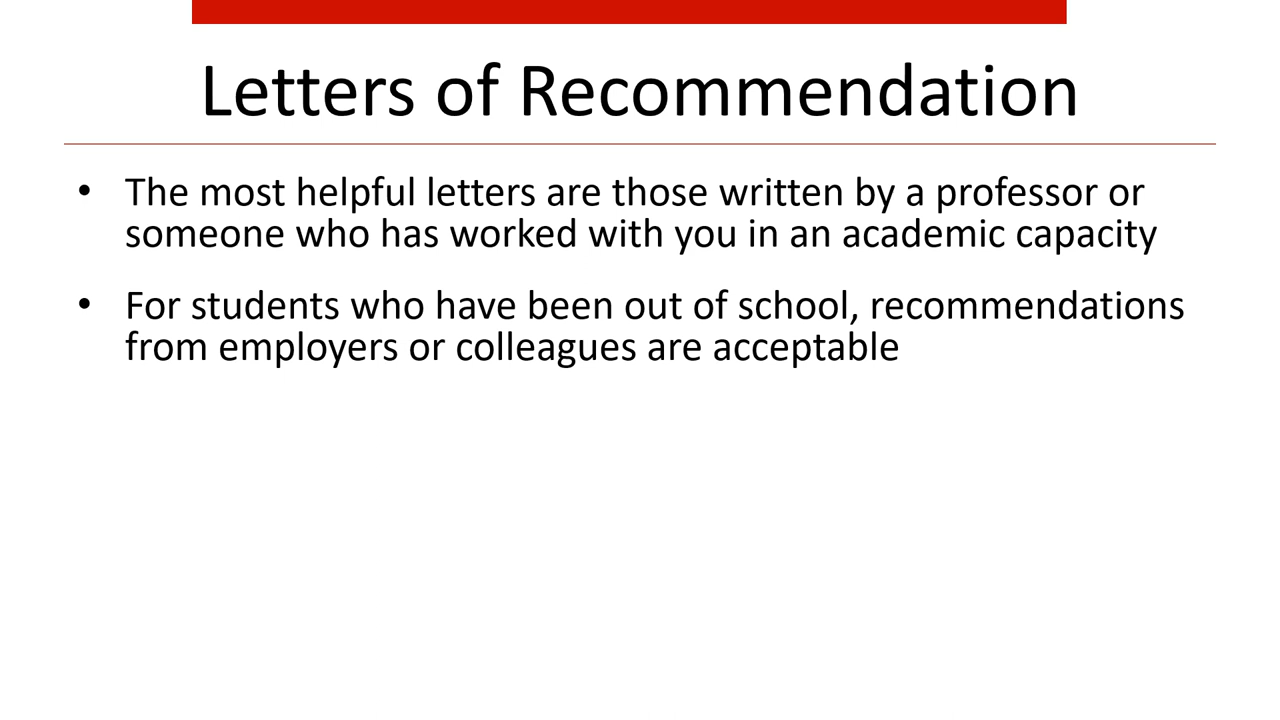 Letters of Recommendation
• The most helpful letters are those written by a professor or
someone who has worked with you in an academic capacity
• For students who have been out of school, recommendations
from employers or colleagues are acceptable